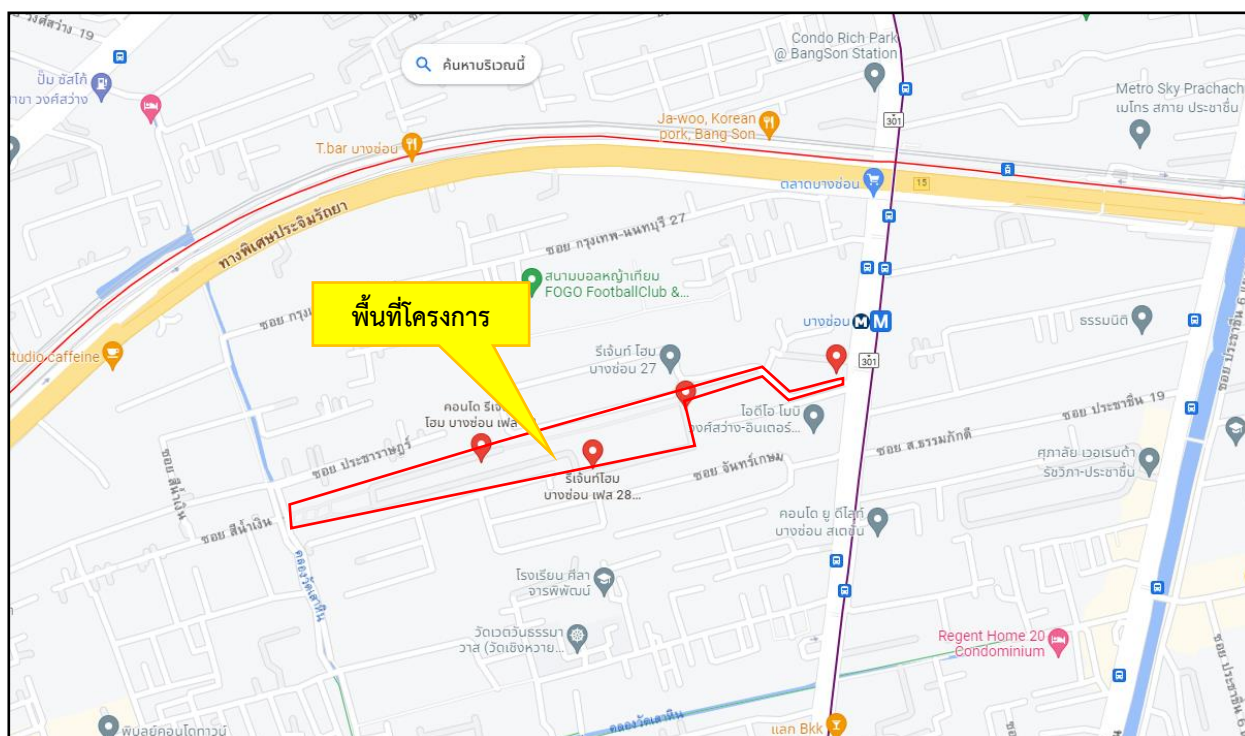 ซ. วงศ์สว่าง 19
ปั๊ม ซัสโก้
าขา วงศ์สว่าง
ค้นหาบริเวณนี้
Condo Rich Park
@ BangSon Station
Metro Sky Prachach
เมโทร สกาย ประชาชื่น
301
Ja-woo, Korean
pork, Bang Son
T.bar บางซ่อน
ตลาดบางซ่อน
15
ทางพิเศษประจิมรัถยา
ซอย กรุงเทพ-นนทบุรี 27
สนามบอลหญ้าเทียม
FOGO FootballClub &...
ซอย กรุง
พื้นที่โครงการ
บางซ่อน
M M
ธรรมนิติ
ซอย ประชาชื่น 6 แย
studio caffeine
301
รีเจ้นท์ โฮม
บางซ่อน 27
คอนโด รีเจ้
โฮม บางซ่อน เฟส
ไอดีโอ โมบิ
วงศ์สว่าง-อินเตอร์...
ซอย ประชาชื่น 19
ซอย ส.ธรรมภักดี
ซอย ประชาราษฎร์
ศุภาลัย เวอเรนด้า
รัชวิภา-ประชาชื่น
ซอย สีน้ำเงิน
รีเจ้นท์โฮม
บางซ่อน เฟส 28...
ซอย จันทร์เกษม
ซอย สีน้ำเงิน
คอนโด ยู ดีไลท์
บางซ่อน สเตชั่น
คลองวัดเสาหิน
โรงเรียน ศิลา
จารพิพัฒน์
วัดเวตวันธรรมา
วาส (วัดเชิงหวาย...
Regent Home 20
Condominium
ซอย ประชาชื่น 6
พิบูลย์คอนโดทาวน์
คลองวัดเสาหิน
แลก Bkk